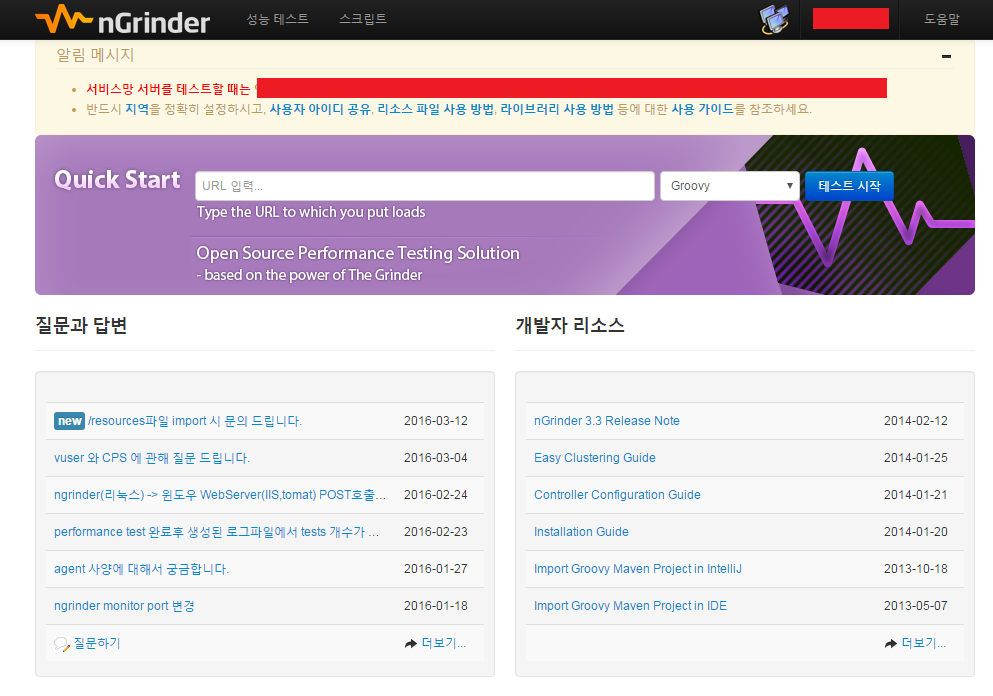 nGrinder 성능 테스트 스크립트 도움말
알림 메시지
서비스망 서버를 테스트할 때는
반드시 지역을 정확히 설정하시고, 사용자 아이디 공유, 리소스 파일 사용 방법, 라이브러리 사용 방법 등에 대한 사용 가이드를 참조하세요.
Quick Start URL 입력... Groovy 테스트 시작
Type the URL to which you put loads
Open Source Performance Testing Solution
- based on the power of The Grinder
질문과 답변
new /resources파일 import 시 문의 드립니다. 2016-03-12
vuser 와 CPS 에 관해 질문 드립니다. 2016-03-04
ngrinder(리눅스) -> 윈도우 WebServer(IIS,tomat) POST호출... 2016-02-24
performance test 완료후 생성된 로그파일에서 tests 개수가 ... 2016-02-23
agent 사양에 대해서 궁금합니다. 2016-01-27
ngrinder monitor port 변경 2016-01-18
질문하기 더보기...
개발자 리소스
nGrinder 3.3 Release Note 2014-02-12
Easy Clustering Guide 2014-01-25
Controller Configuration Guide 2014-01-21
Installation Guide 2014-01-20
Import Groovy Maven Project in IntelliJ 2013-10-18
Import Groovy Maven Project in IDE 2013-05-07
더보기...